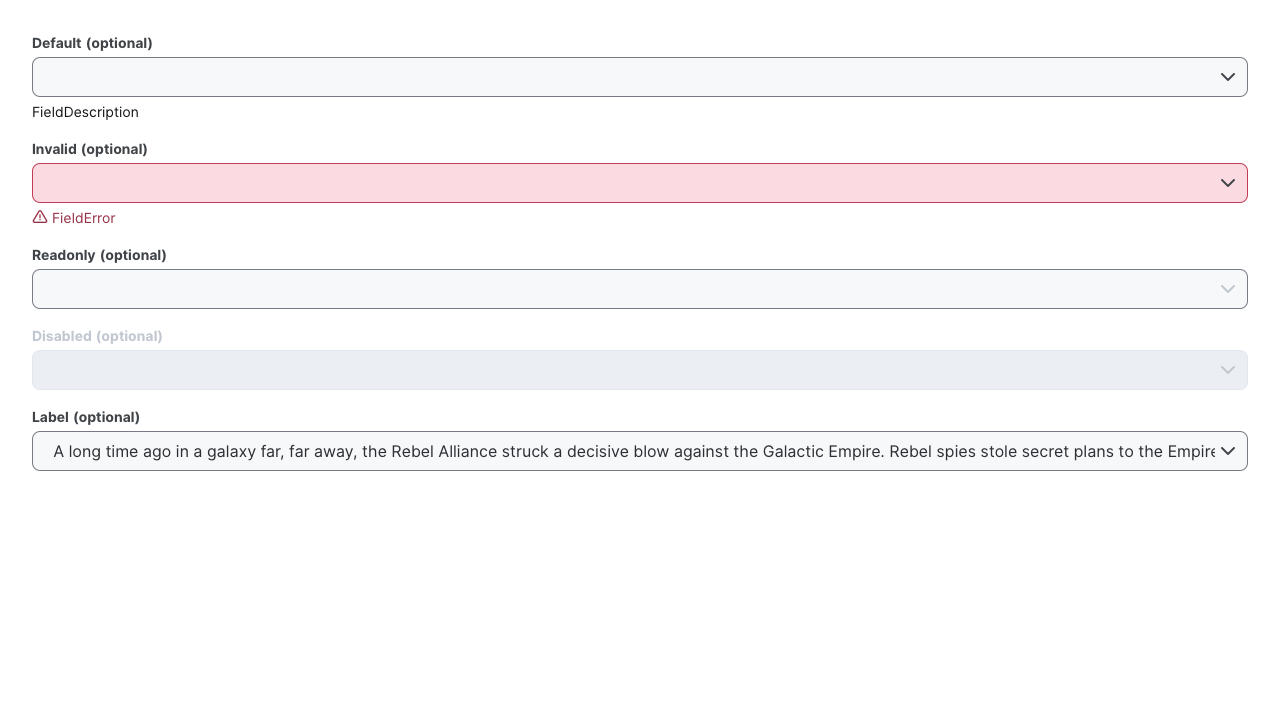 Default (optional)
FieldDescription
Invalid (optional)
FieldError
Readonly (optional)
Disabled (optional)
Label (optional)
A long time ago in a galaxy far, far away, the Rebel Alliance struck a decisive blow against the Galactic Empire. Rebel spies stole secret plans to the Empire